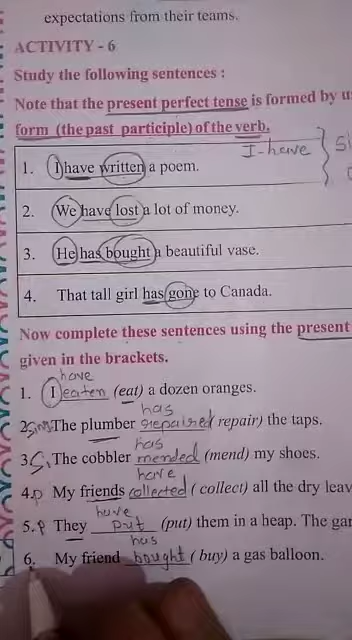 expectations from their teams.
ACTIVITY - 6
Study the following sentences :
Note that the present perfect tense is formed by u
form (the past participle) of the verb.
I-have
1. I have written a poem.
2. We have lost a lot of money.
3. He has bought a beautiful vase.
4. That tall girl has gone to Canada.
Now complete these sentences using the present
given in the brackets.
have
1. I eaten (eat) a dozen oranges.
has
2. The plumber repaired repair) the taps.
has
3. The cobbler mended (mend) my shoes.
have
4. My friends collected ( collect) all the dry leav
have
5. They put (put) them in a heap. The gar
has
6. My friend bought ( buy) a gas balloon.